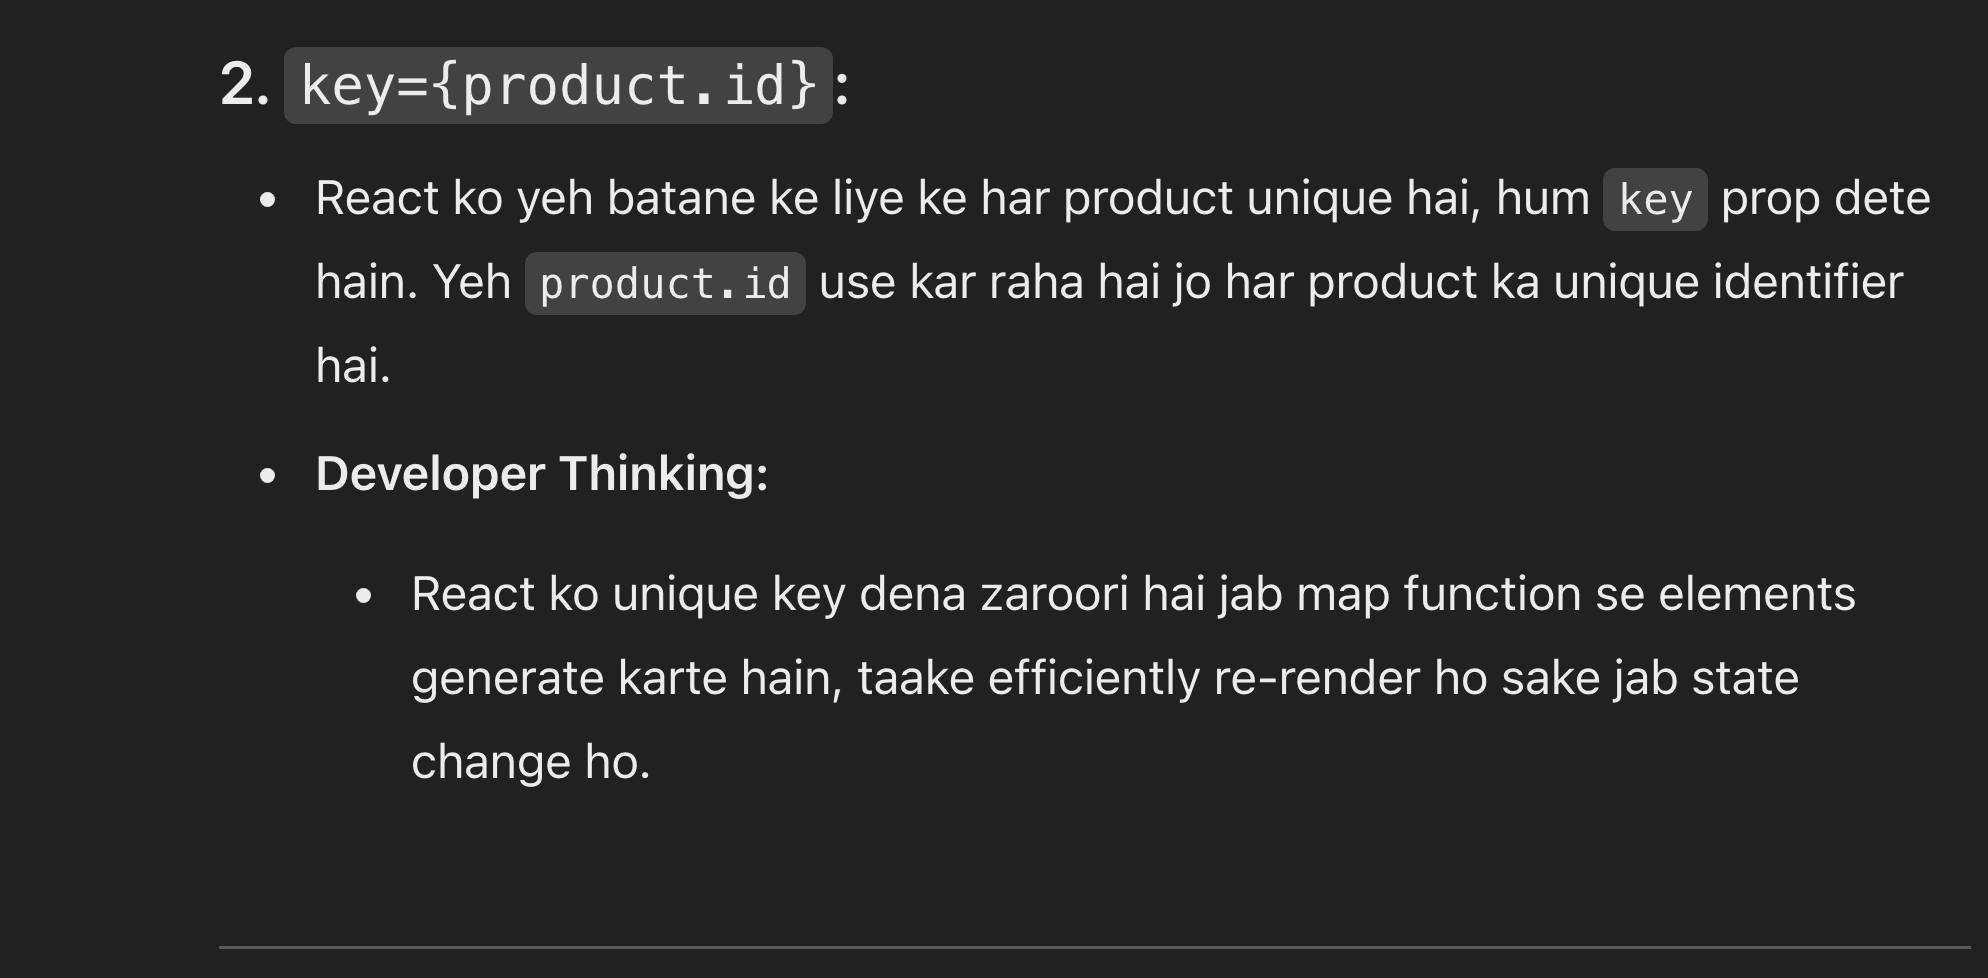 2. key={product.id}:
• React ko yeh batane ke liye ke har product unique hai, hum key prop dete
hain. Yeh product.id use kar raha hai jo har product ka unique identifier
hai.
• Developer Thinking:
• React ko unique key dena zaroori hai jab map function se elements
generate karte hain, taake efficiently re-render ho sake jab state
change ho.